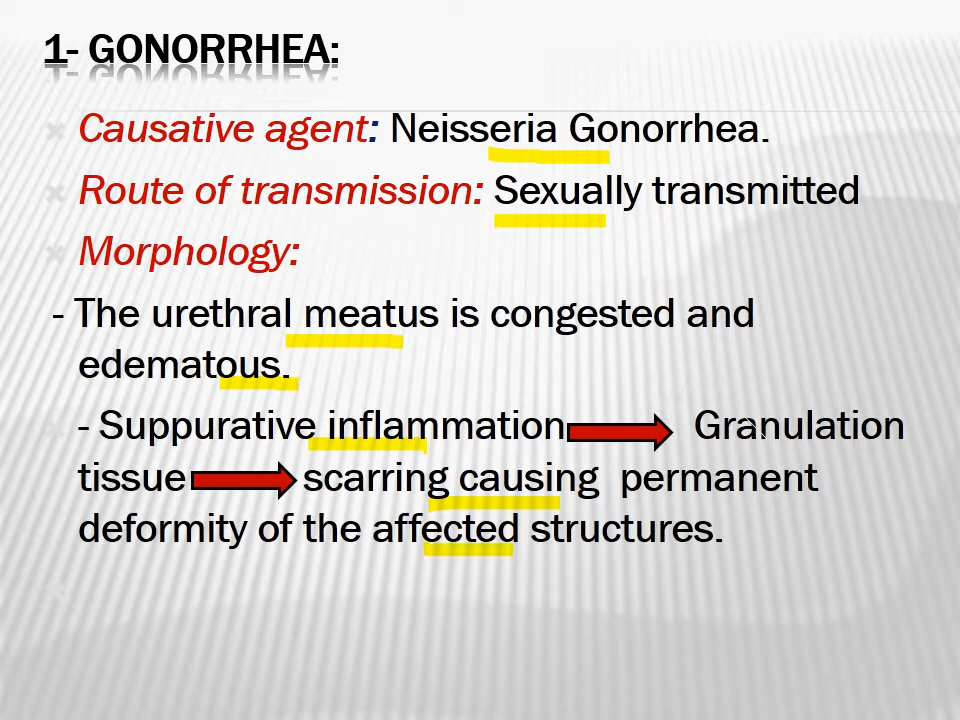 1- GONORRHEA:
Causative agent: Neisseria Gonorrhea.
Route of transmission: Sexually transmitted
Morphology:
- The urethral meatus is congested and
edematous.
- Suppurative inflammation Granulation
tissue scarring causing permanent
deformity of the affected structures.